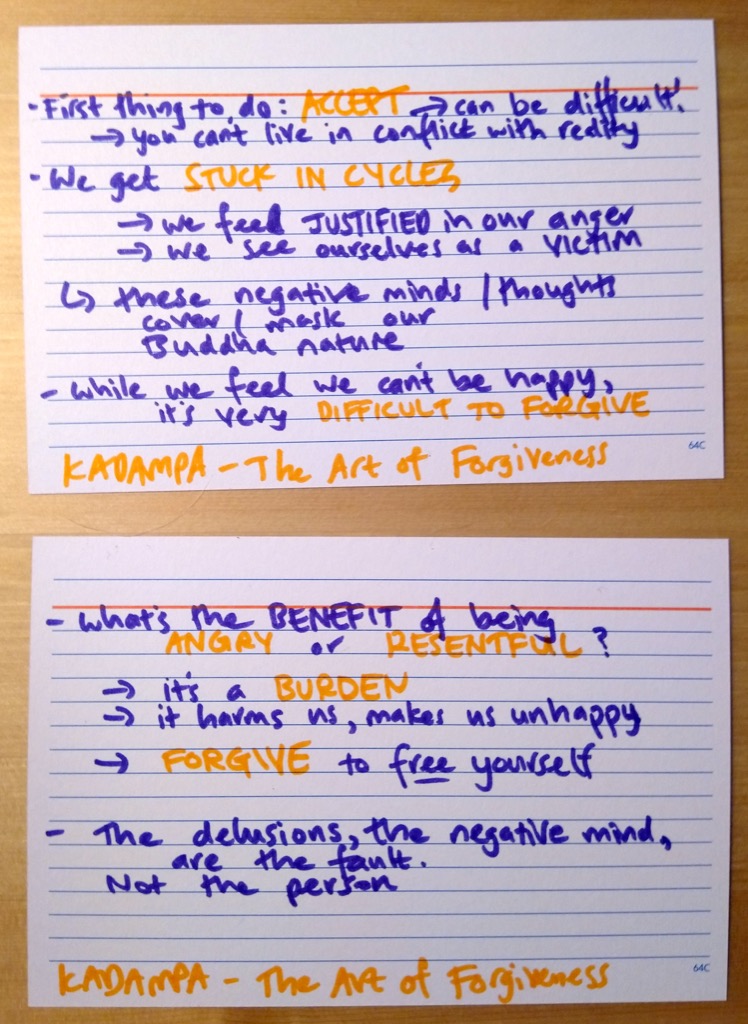 - First thing to do: ACCEPT → can be difficult.
→ you can't live in conflict with reality
- We get STUCK IN CYCLES
→ we feel JUSTIFIED in our anger
→ we see ourselves as a victim
↳ these negative minds / thoughts
cover / mask our
Buddha nature
- while we feel we can't be happy,
it's very DIFFICULT TO FORGIVE
64C
KADAMPA - The Art of Forgiveness
- what's the BENEFIT of being
ANGRY or RESENTFUL?
→ it's a BURDEN
→ it harms us, makes us unhappy
→ FORGIVE to free yourself
- The delusions, the negative mind,
are the fault.
Not the person
64C
KADAMPA - The Art of Forgiveness